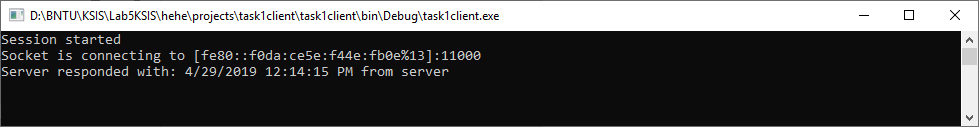 D:\BNTU\KSIS\Lab5KSIS\hehe\projects\task1client\task1client\bin\Debug\task1client.exe
Session started
Socket is connecting to [fe80::f0da:ce5e:f44e:fb0e%13]:11000
Server responded with: 4/29/2019 12:14:15 PM from server